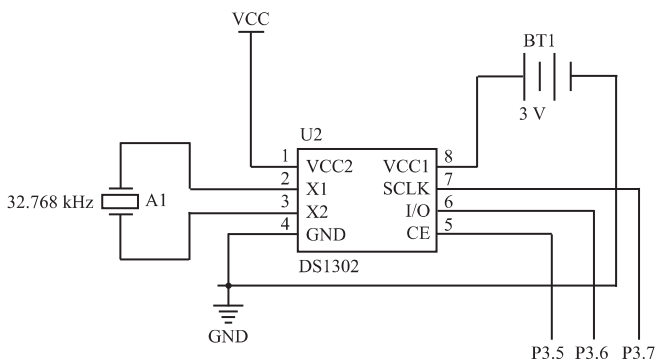 VCC
BT1
3 V
U2
1 VCC2 VCC1 8
2 X1 SCLK 7
32.768 kHz A1
3 X2 I/O 6
4 GND CE 5
DS1302
GND
P3.5 P3.6 P3.7